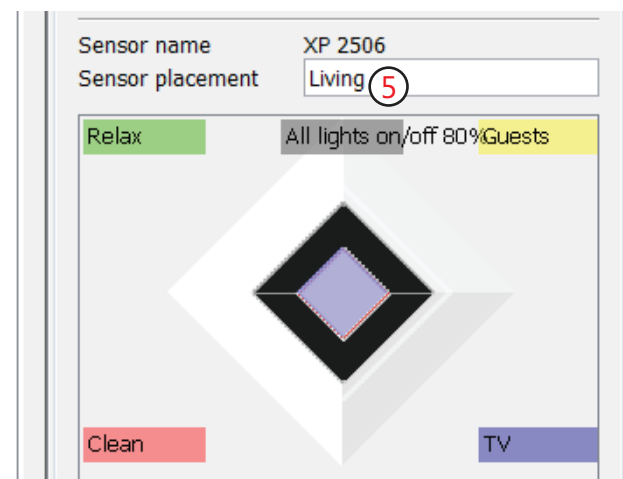 Sensor name XP 2506
Sensor placement Living 5
Relax All lights on/off 80% Guests
Clean TV